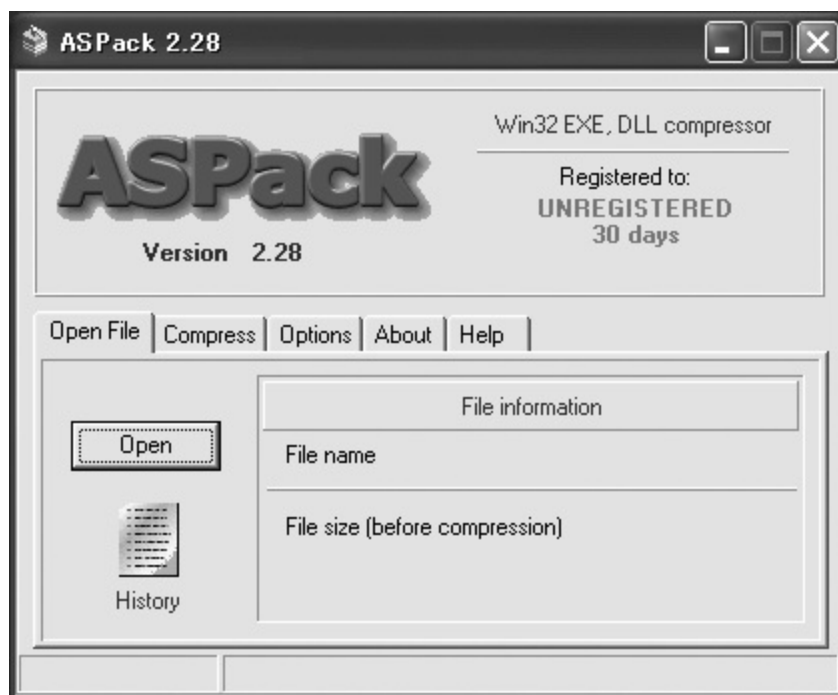 ASPack 2.28
ASPack
Version 2.28
Win32 EXE, DLL compressor
Registered to:
UNREGISTERED
30 days
Open File
Compress
Options
About
Help
Open
History
File information
File name
File size (before compression)